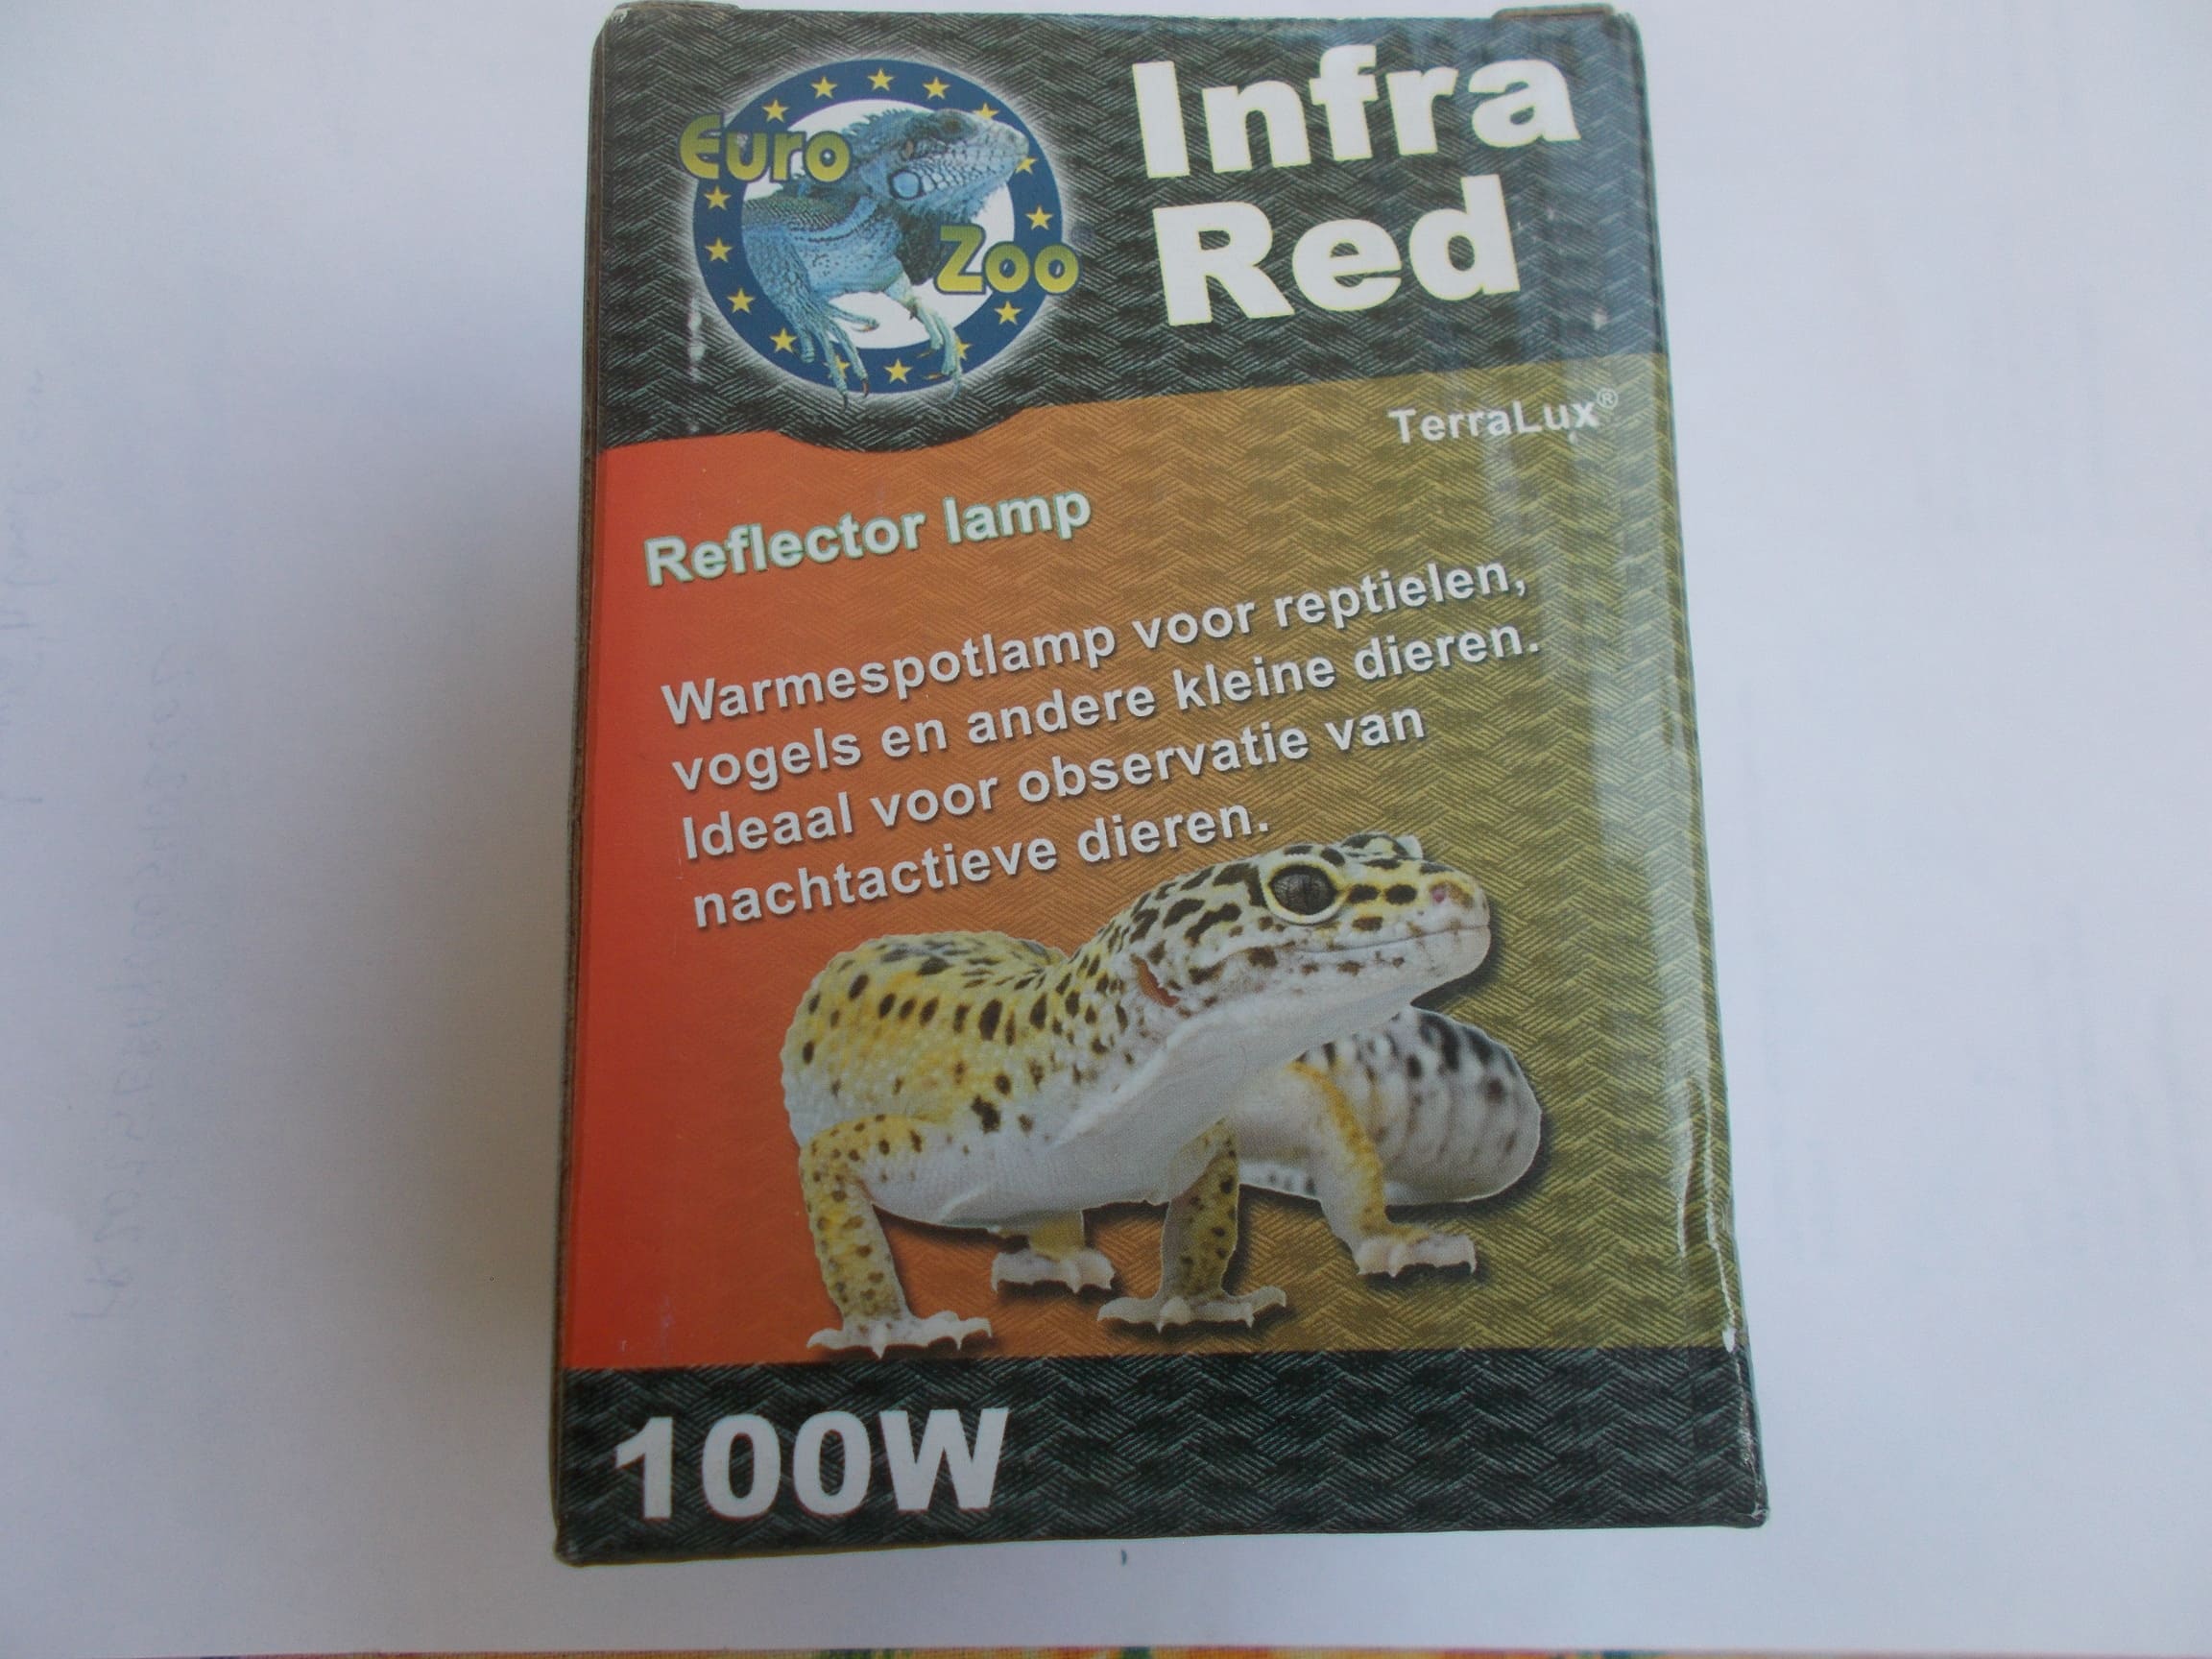 Euro
Zoo
Infra
Red
TerraLux®
Reflector lamp
Warmespotlamp voor reptielen,
vogels en andere kleine dieren.
Ideaal voor observatie van
nachtactieve dieren.
100W